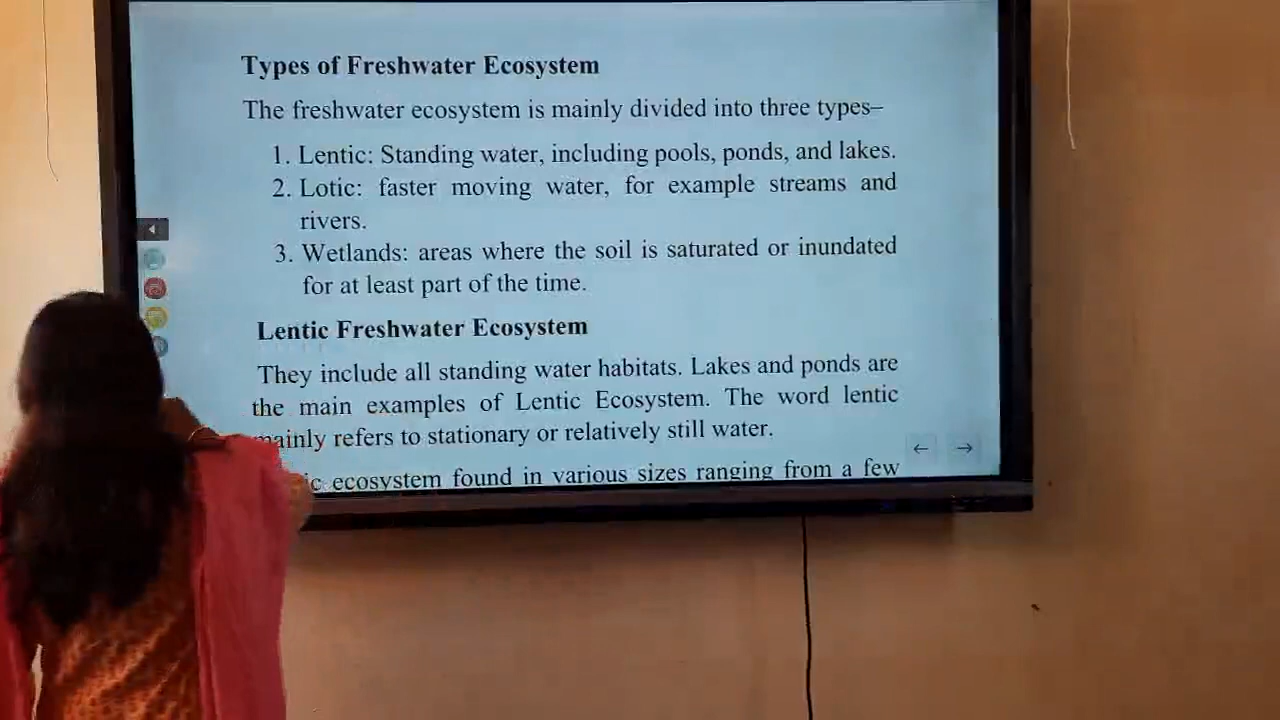 Types of Freshwater Ecosystem
The freshwater ecosystem is mainly divided into three types–
1. Lentic: Standing water, including pools, ponds, and lakes.
2. Lotic: faster moving water, for example streams and
rivers.
3. Wetlands: areas where the soil is saturated or inundated
for at least part of the time.
Lentic Freshwater Ecosystem
They include all standing water habitats. Lakes and ponds are
the main examples of Lentic Ecosystem. The word lentic
mainly refers to stationary or relatively still water.
ecosystem found in various sizes ranging from a few